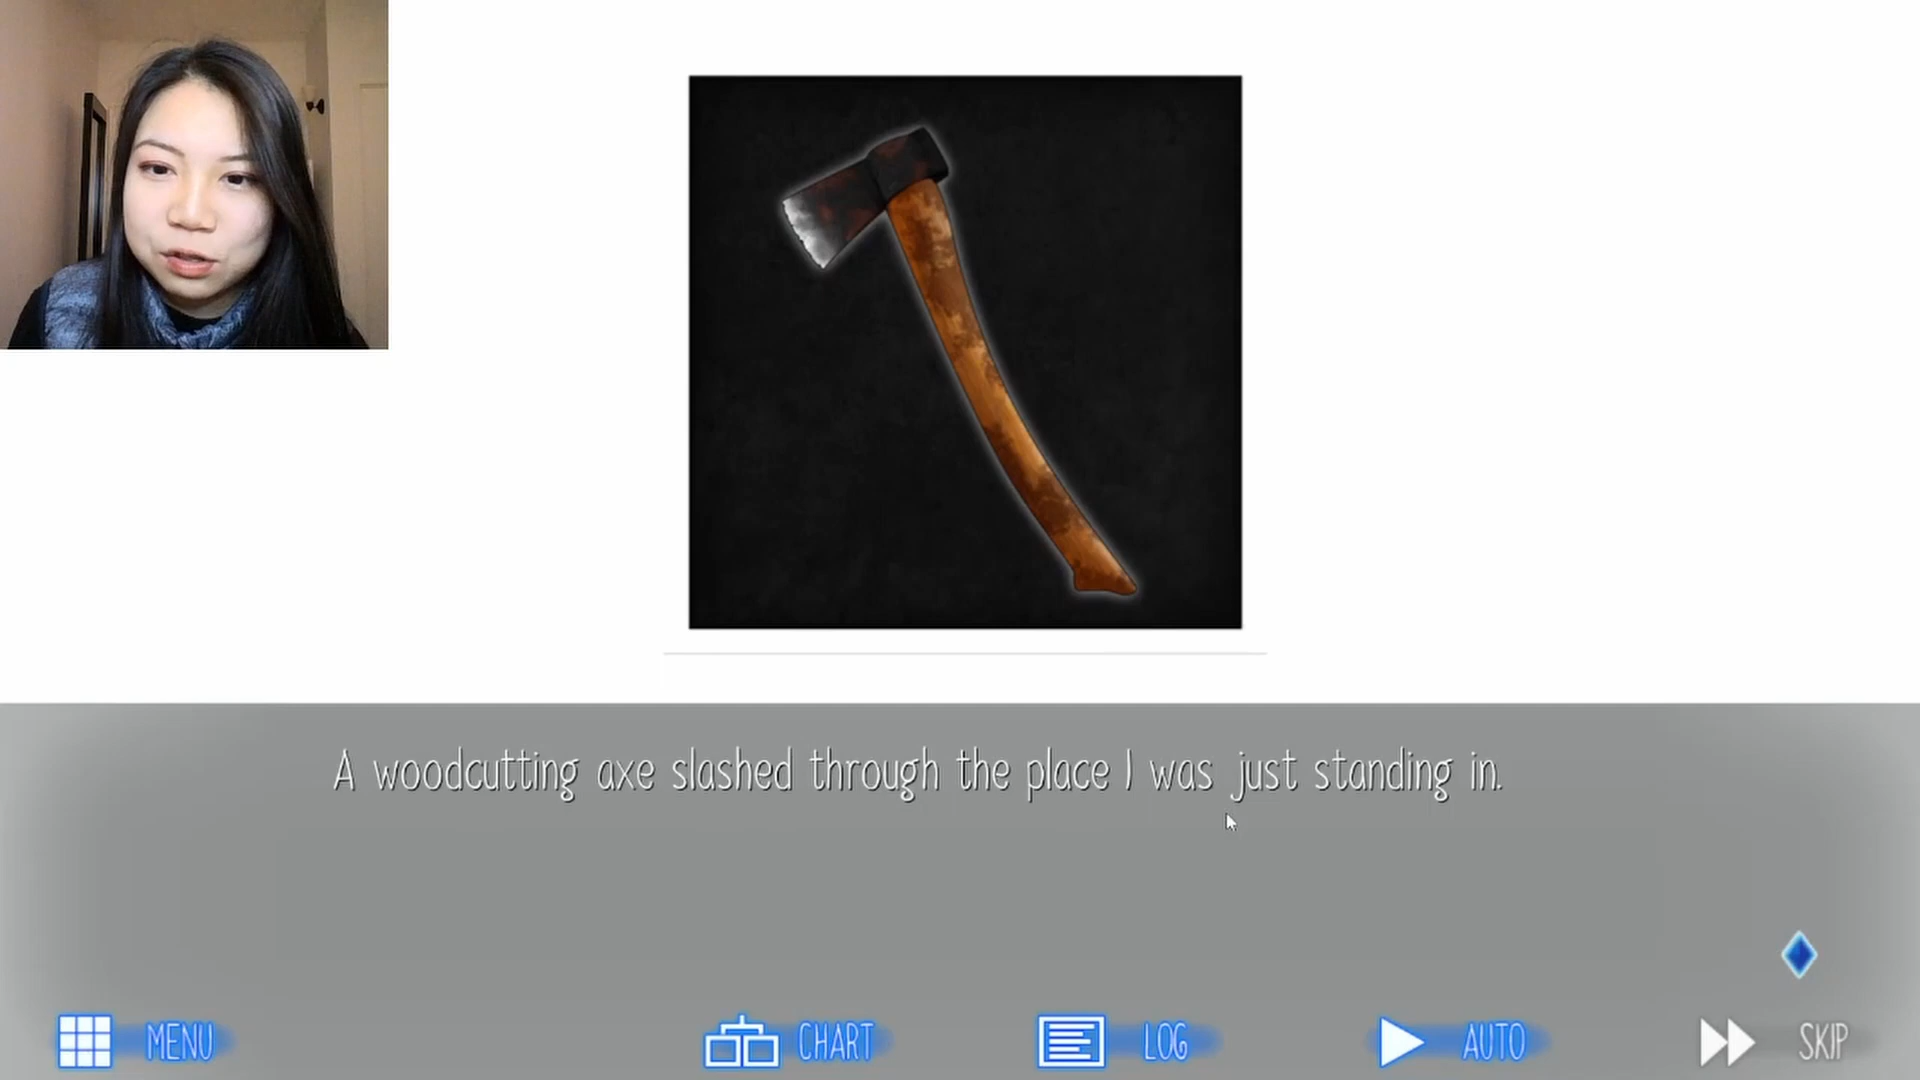 A woodcutting axe slashed through the place I was just standing in.
MENU
CHART
LOG
AUTO
SKIP